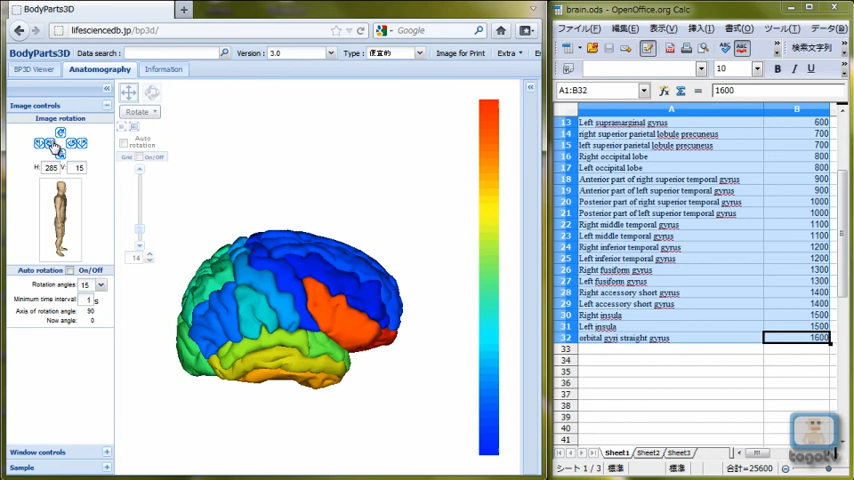 BodyParts3D
brain.ods - OpenOffice.org Calc
lifesciencedb.jp/bp3d/
Google
ファイル(F) 編集(E) 表示(V) 挿入(I) 書式(O) ツール(T) データ(D)
検索文字列
BodyParts3D Data search : Version : 3.0 Type : 便宜的 Image for Print Extra
10 B I U
BP3D Viewer Anatomography Information
A1:B32 1600
Image controls
Image rotation
Rotate
Auto rotation
Grid On/Off
H: 285 V: 15
14
Auto rotation On/Off
Rotation angles: 15
Minimum time interval: 1 s
Axis of rotation angle: 90
Now angle: 0
Window controls
Sample
A B
13 Left supramarginal gyrus 600
14 right superior parietal lobule precuneus 700
15 left superior parietal lobule precuneus 700
16 Right occipital lobe 800
17 Left occipital lobe 800
18 Anterior part of right superior temporal gyrus 900
19 Anterior part of left superior temporal gyrus 900
20 Posterior part of right superior temporal gyrus 1000
21 Posterior part of left superior temporal gyrus 1000
22 Right middle temporal gyrus 1100
23 Left middle temporal gyrus 1100
24 Right inferior temporal gyrus 1200
25 Left inferior temporal gyrus 1200
26 Right fusiform gyrus 1300
27 Left fusiform gyrus 1300
28 Right accessory short gyrus 1400
29 Left accessory short gyrus 1400
30 Right insula 1500
31 Left insula 1500
32 orbital gyri straight gyrus 1600
33
34
35
36
37
38
39
40
41
Sheet1 Sheet2 Sheet3
シート 1 / 3 標準 標準 合計=25600
togotv